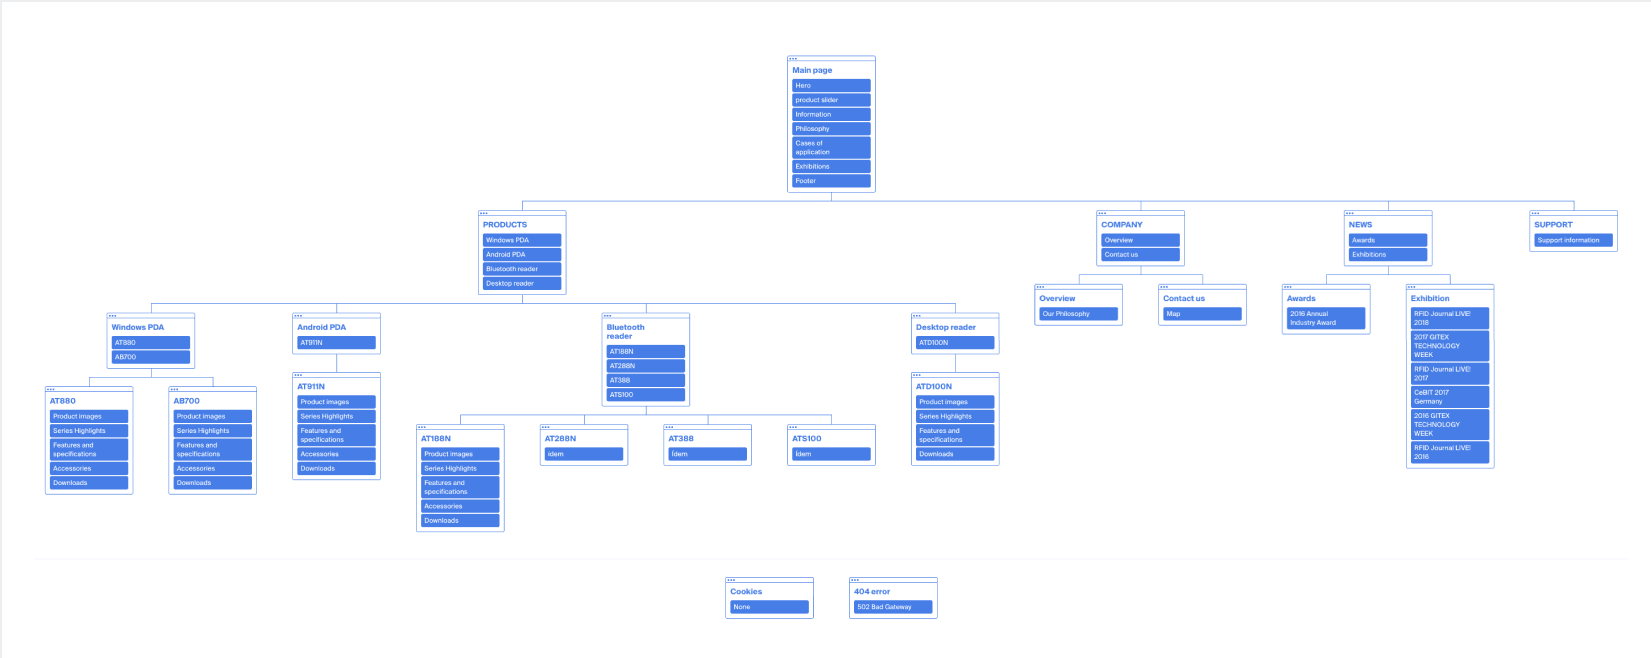 Main page
Hero
product slider
Information
Philosophy
Cases of
application
Exhibitions
Footer
PRODUCTS
Windows PDA
Android PDA
Bluetooth reader
Desktop reader
COMPANY
Overview
Contact us
NEWS
Awards
Exhibitions
SUPPORT
Support information
Windows PDA
AT880
AB700
Android PDA
AT911N
Bluetooth
reader
AT188N
AT288N
AT388
ATS100
Desktop reader
ATD100N
Overview
Our Philosophy
Contact us
Map
Awards
2016 Annual
Industry Award
Exhibition
RFID Journal LIVE!
2018
2017 GITEX
TECHNOLOGY
WEEK
RFID Journal LIVE!
2017
CeBIT 2017
Germany
2016 GITEX
TECHNOLOGY
WEEK
RFID Journal LIVE!
2016
AT880
Product images
Series Highlights
Features and
specifications
Accessories
Downloads
AB700
Product images
Series Highlights
Features and
specifications
Accessories
Downloads
AT911N
Product images
Series Highlights
Features and
specifications
Accessories
Downloads
AT188N
Product images
Series Highlights
Features and
specifications
Accessories
Downloads
AT288N
idem
AT388
Ídem
ATS100
Ídem
ATD100N
Product images
Series Highlights
Features and
specifications
Downloads
Cookies
None
404 error
502 Bad Gateway